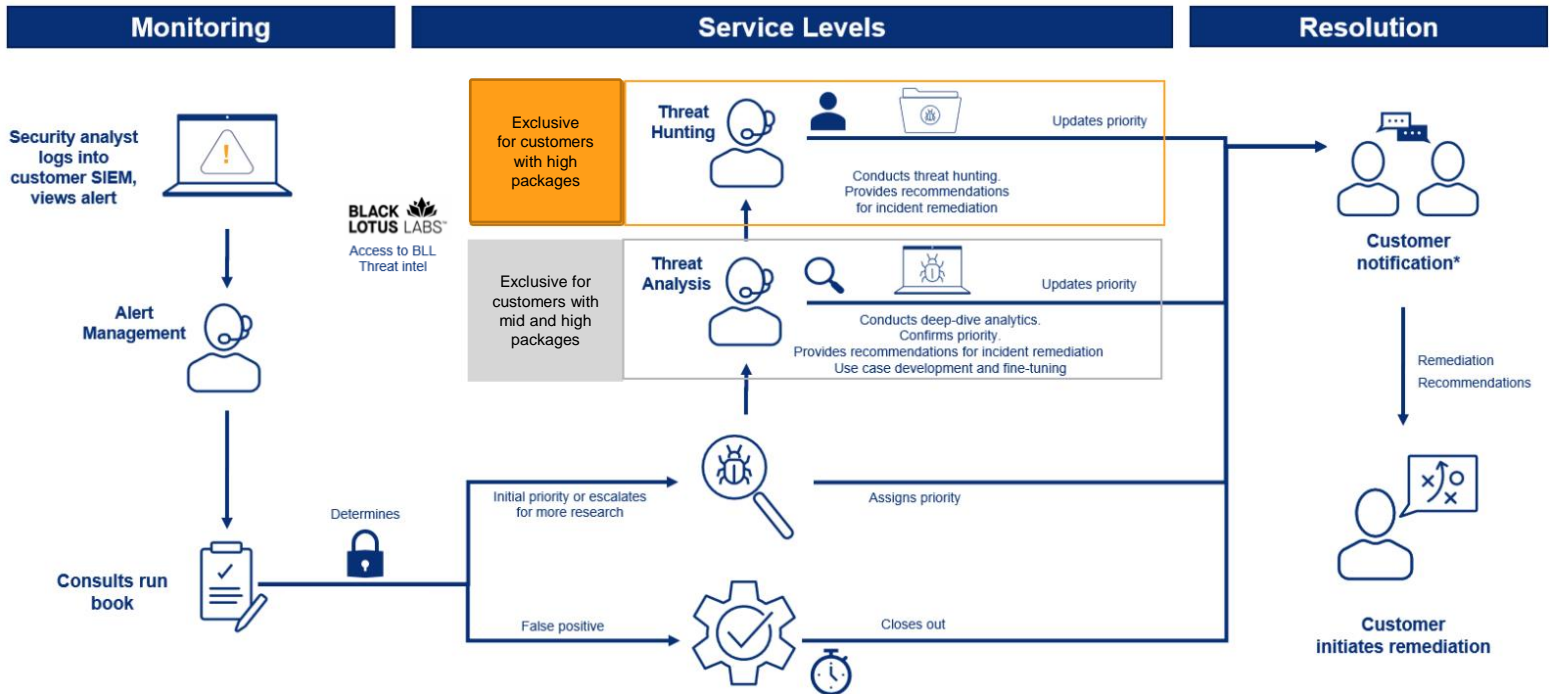 Monitoring
Service Levels
Resolution
Security analyst
logs into
customer SIEM,
views alert
!
Alert
Management
Consults run
book
BLACK
LOTUS LABS™
Access to BLL
Threat intel
Determines
Exclusive
for customers
with high
packages
Threat
Hunting
Updates priority
Conducts threat hunting.
Provides recommendations
for incident remediation
Exclusive for
customers with
mid and high
packages
Threat
Analysis
Updates priority
Conducts deep-dive analytics.
Confirms priority.
Provides recommendations for incident remediation
Use case development and fine-tuning
Initial priority or escalates
for more research
Assigns priority
False positive
Closes out
Customer
notification*
Remediation
Recommendations
Customer
initiates remediation